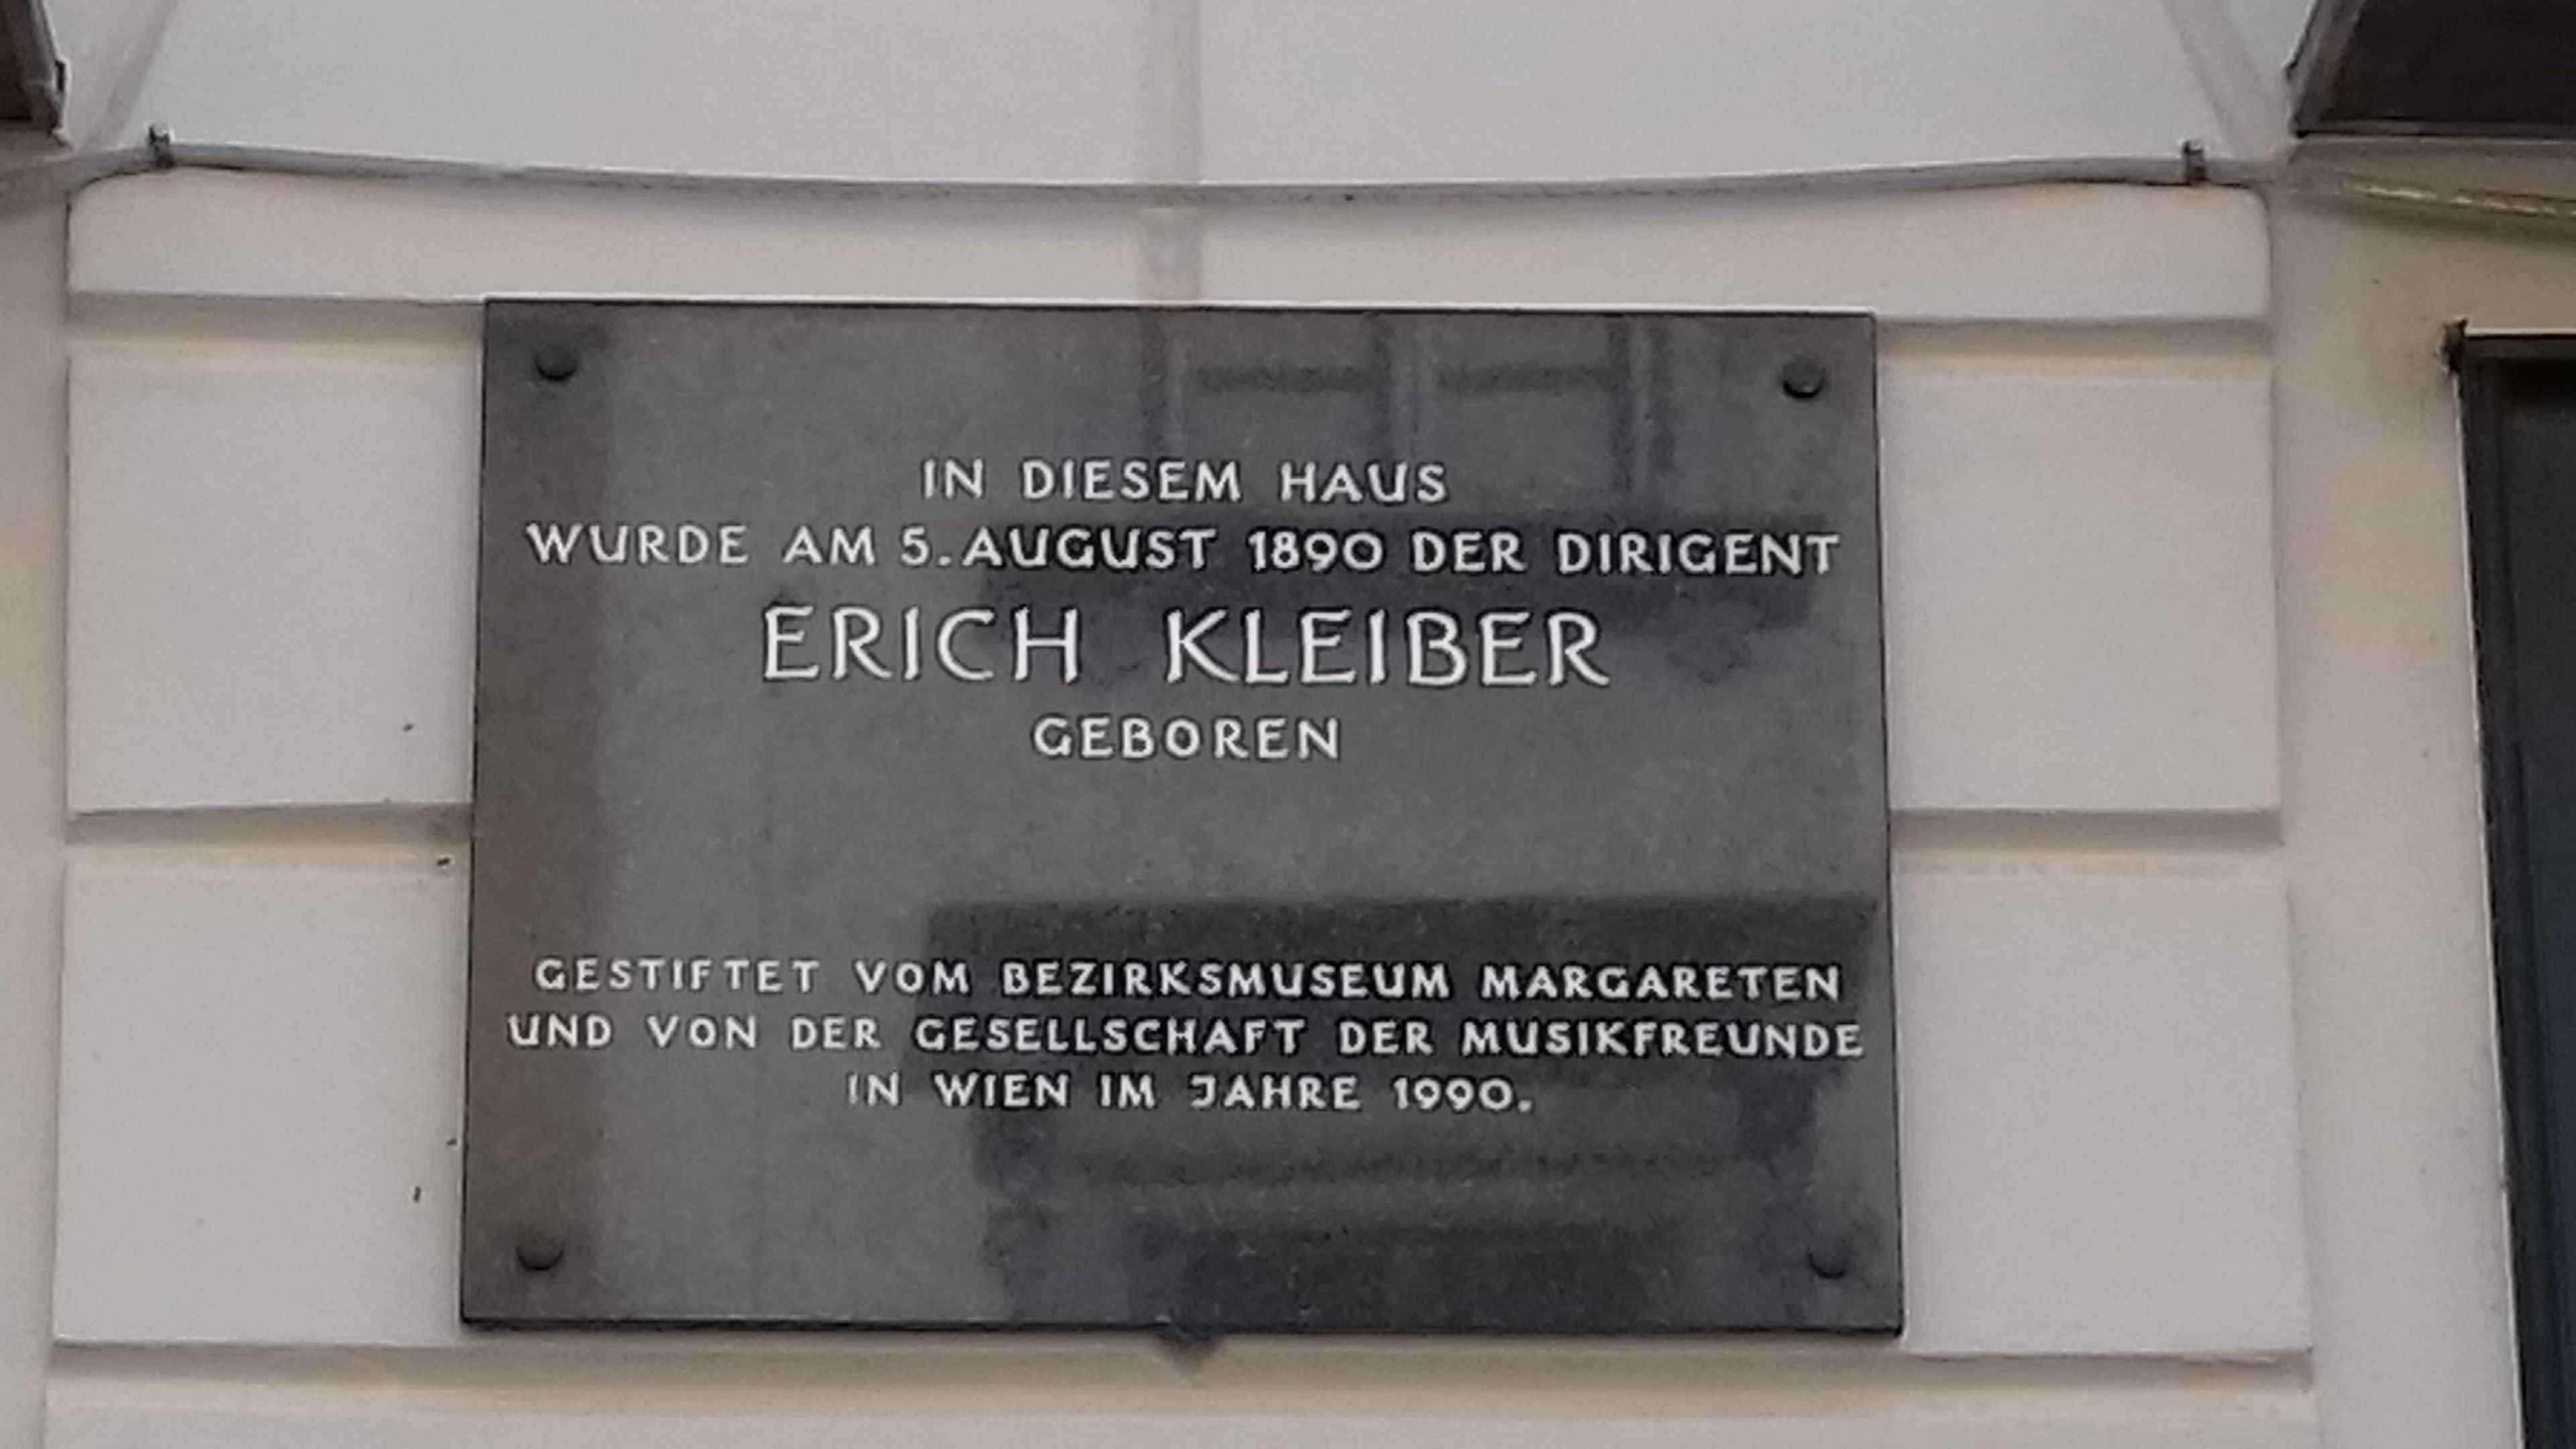 IN DIESEM HAUS
WURDE AM 5. AUGUST 1890 DER DIRIGENT
ERICH KLEIBER
GEBOREN
GESTIFTET VOM BEZIRKSMUSEUM MARGARETEN
UND VON DER GESELLSCHAFT DER MUSIKFREUNDE
IN WIEN IM JAHRE 1990.